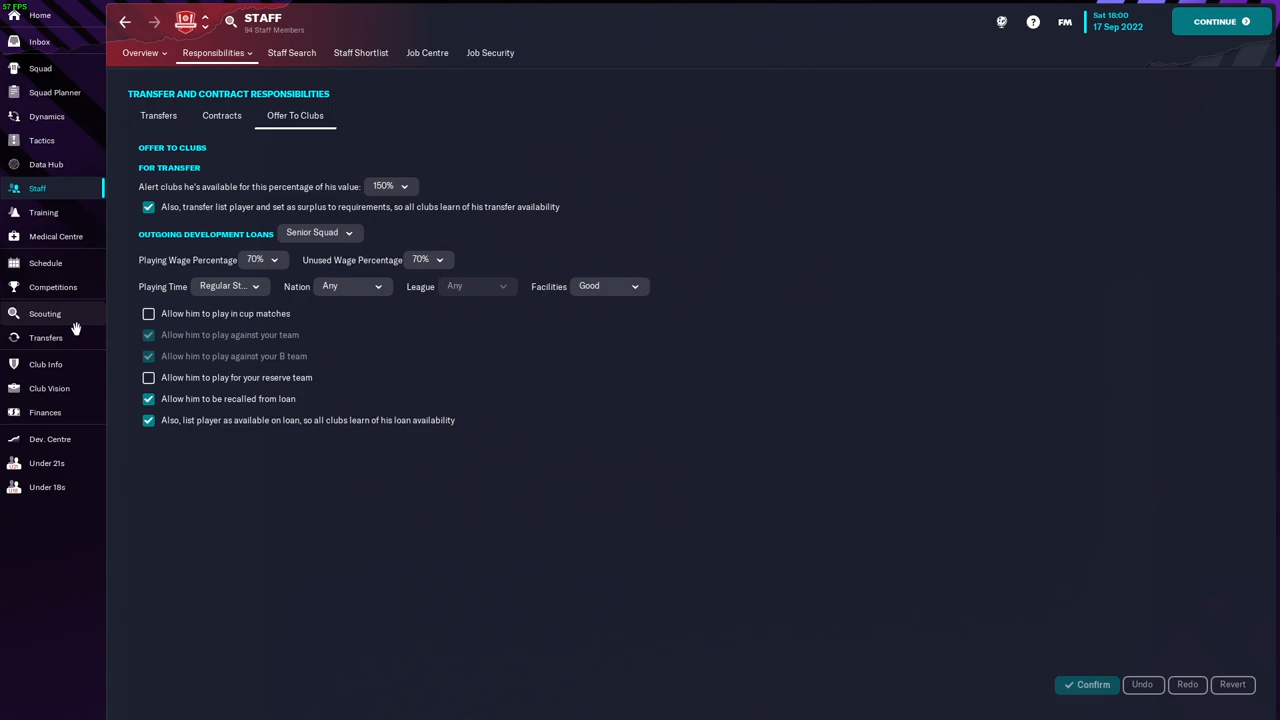 57 FPS
Home
Inbox
Squad
Squad Planner
Dynamics
Tactics
Data Hub
Staff
Training
Medical Centre
Schedule
Competitions
Scouting
Transfers
Club Info
Club Vision
Finances
Dev. Centre
Under 21s
Under 18s
STAFF
94 Staff Members
FM
Sat 18:00
17 Sep 2022
CONTINUE
Overview Responsibilities Staff Search Staff Shortlist Job Centre Job Security
TRANSFER AND CONTRACT RESPONSIBILITIES
Transfers Contracts Offer To Clubs
OFFER TO CLUBS
FOR TRANSFER
Alert clubs he's available for this percentage of his value: 150%
Also, transfer list player and set as surplus to requirements, so all clubs learn of his transfer availability
OUTGOING DEVELOPMENT LOANS Senior Squad
Playing Wage Percentage 70% Unused Wage Percentage 70%
Playing Time Regular St... Nation Any League Any Facilities Good
Allow him to play in cup matches
Allow him to play against your team
Allow him to play against your B team
Allow him to play for your reserve team
Allow him to be recalled from loan
Also, list player as available on loan, so all clubs learn of his loan availability
Confirm Undo Redo Revert